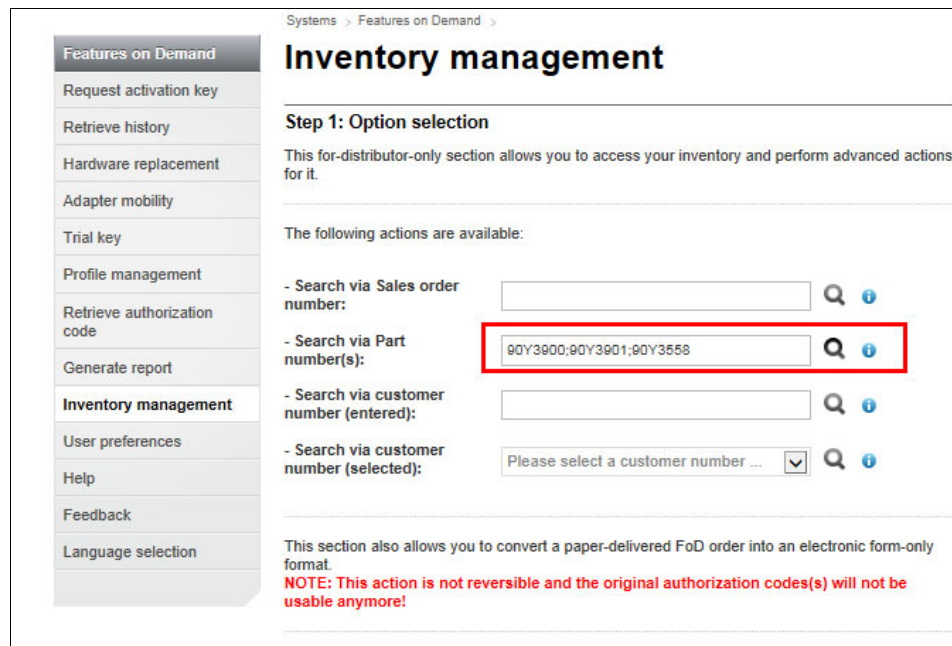 Systems > Features on Demand >
Features on Demand
Request activation key
Retrieve history
Hardware replacement
Adapter mobility
Trial key
Profile management
Retrieve authorization
code
Generate report
Inventory management
User preferences
Help
Feedback
Language selection
Inventory management
Step 1: Option selection
This for-distributor-only section allows you to access your inventory and perform advanced actions
for it.
The following actions are available:
- Search via Sales order
number:
- Search via Part
number(s):
90Y3900;90Y3901;90Y3558
- Search via customer
number (entered):
- Search via customer
number (selected):
Please select a customer number ...
This section also allows you to convert a paper-delivered FoD order into an electronic form-only
format.
NOTE: This action is not reversible and the original authorization codes(s) will not be
usable anymore!